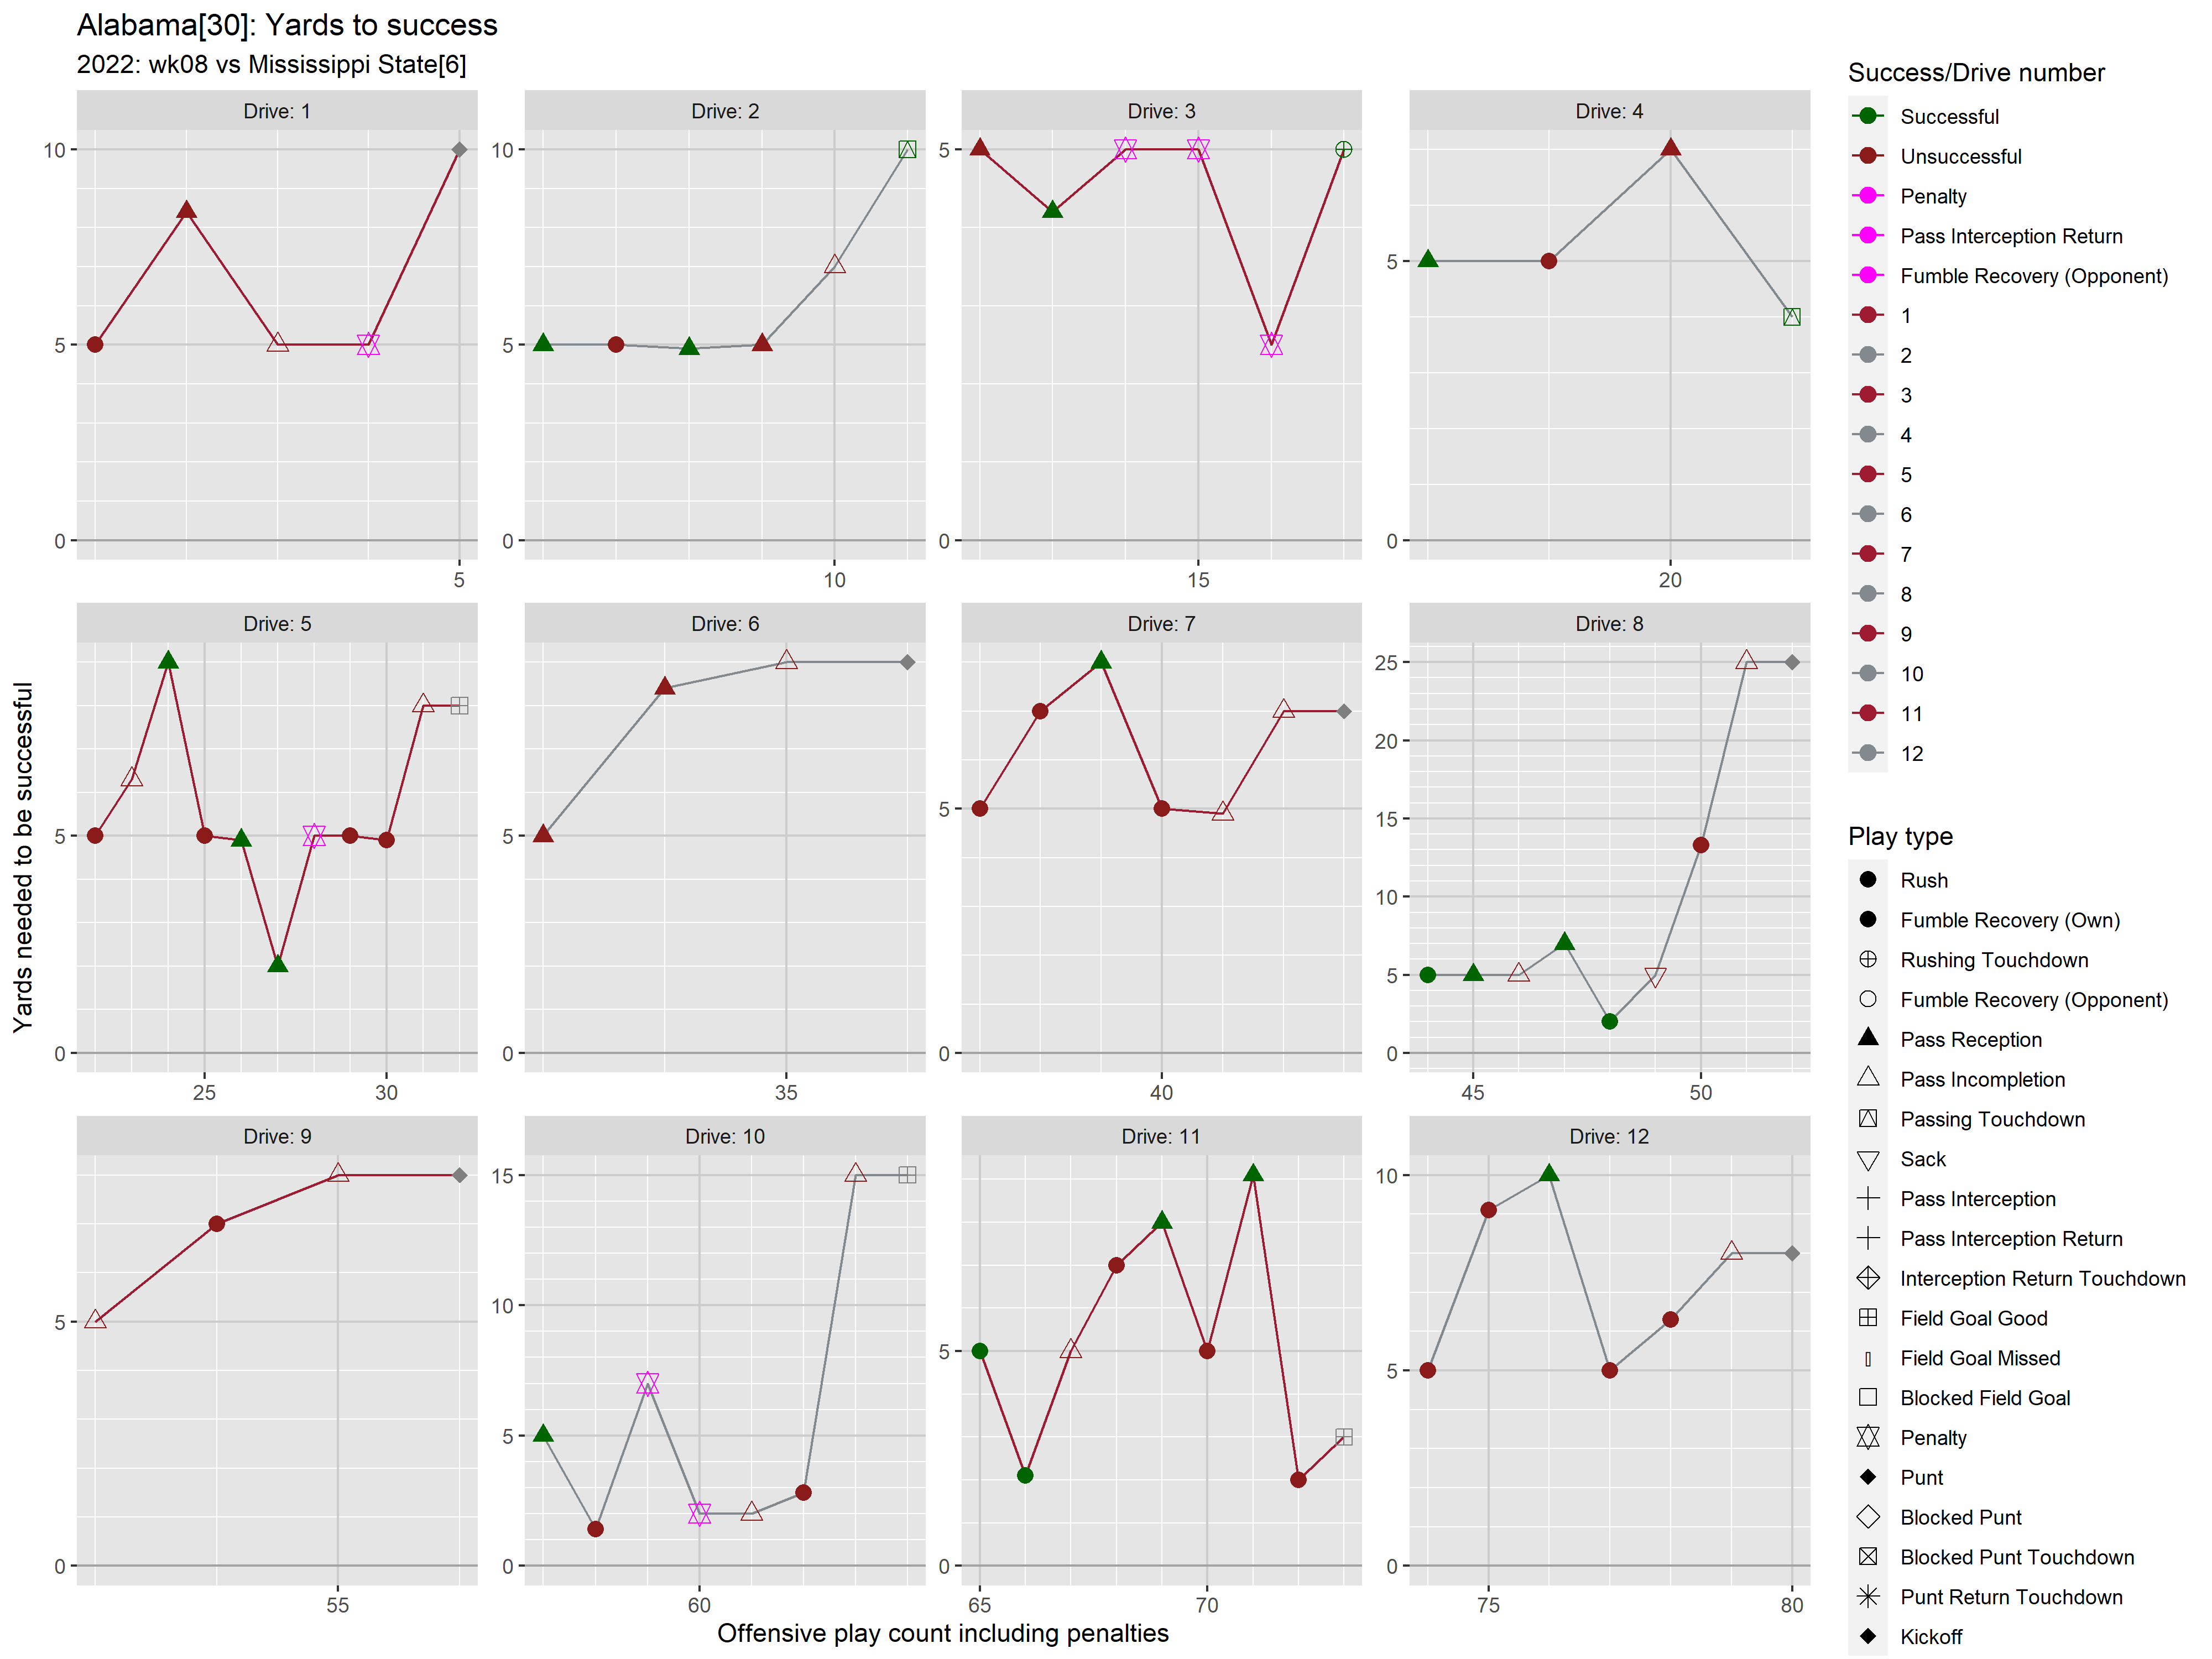 Alabama[30]: Yards to success
2022: wk08 vs Mississippi State[6]
Drive: 1
Drive: 2
Drive: 3
Drive: 4
10
5
0
5
10
5
0
10
5
0
15
5
0
20
Drive: 5
Drive: 6
Drive: 7
Drive: 8
Yards needed to be successful
5
0
25
30
5
0
35
5
0
40
25
20
15
10
5
0
45
50
Drive: 9
Drive: 10
Drive: 11
Drive: 12
5
0
55
15
10
5
0
60
5
0
65
70
10
5
0
75
80
Offensive play count including penalties
Success/Drive number
Successful
Unsuccessful
Penalty
Pass Interception Return
Fumble Recovery (Opponent)
1
2
3
4
5
6
7
8
9
10
11
12
Play type
Rush
Fumble Recovery (Own)
Rushing Touchdown
Fumble Recovery (Opponent)
Pass Reception
Pass Incompletion
Passing Touchdown
Sack
Pass Interception
Pass Interception Return
Interception Return Touchdown
Field Goal Good
Field Goal Missed
Blocked Field Goal
Penalty
Punt
Blocked Punt
Blocked Punt Touchdown
Punt Return Touchdown
Kickoff